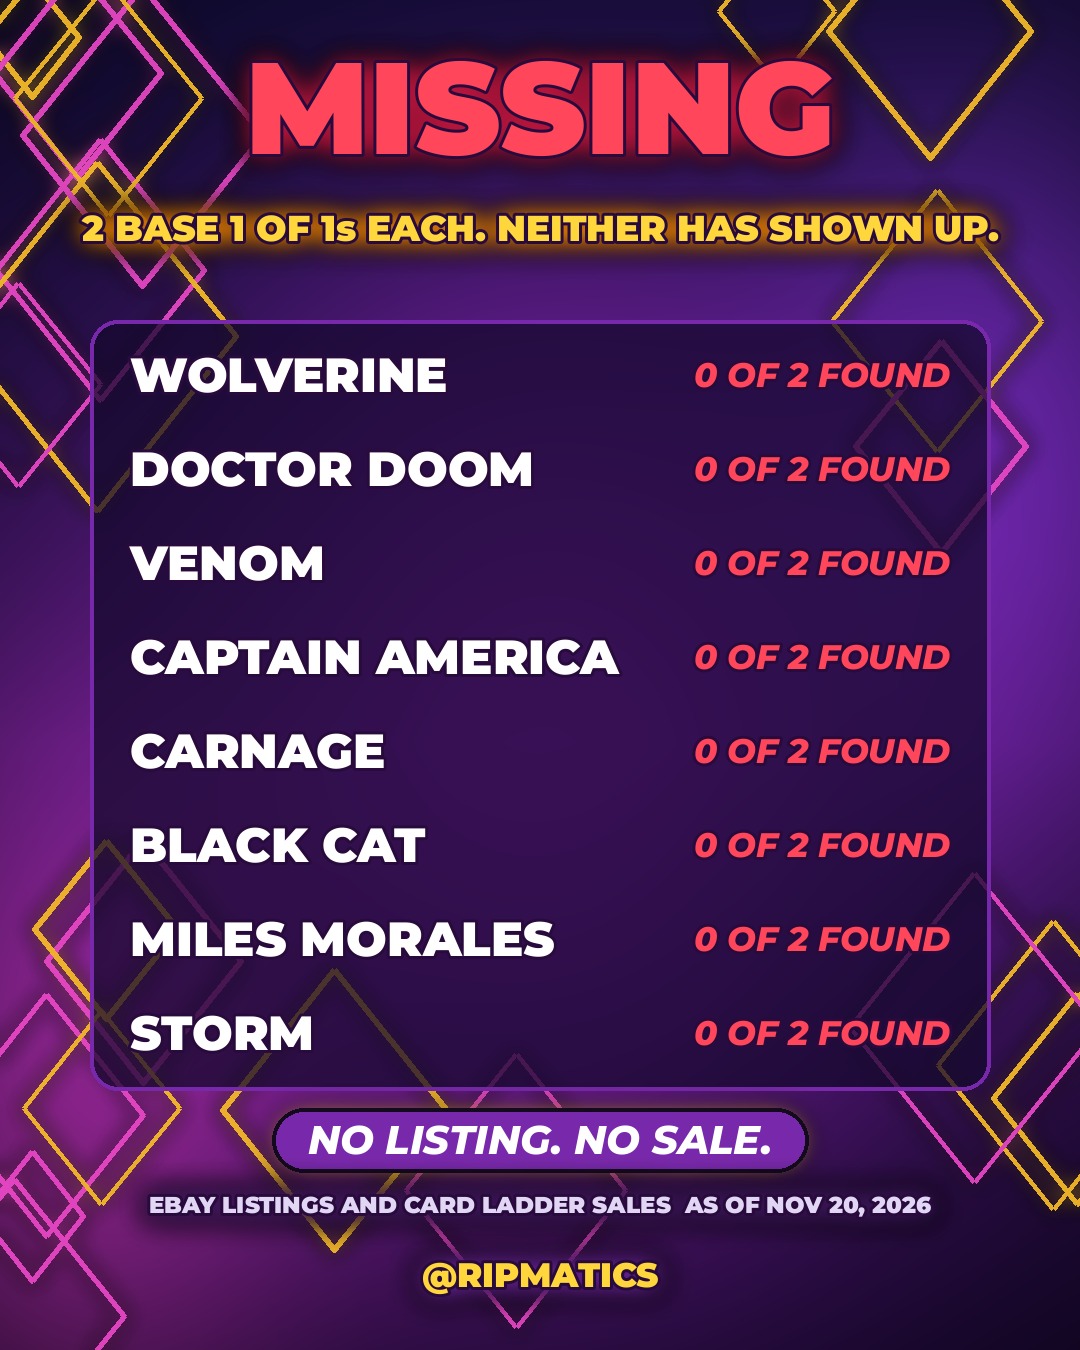 MISSING
2 BASE 1 OF 1s EACH. NEITHER HAS SHOWN UP.
WOLVERINE 0 OF 2 FOUND
DOCTOR DOOM 0 OF 2 FOUND
VENOM 0 OF 2 FOUND
CAPTAIN AMERICA 0 OF 2 FOUND
CARNAGE 0 OF 2 FOUND
BLACK CAT 0 OF 2 FOUND
MILES MORALES 0 OF 2 FOUND
STORM 0 OF 2 FOUND
NO LISTING. NO SALE.
EBAY LISTINGS AND CARD LADDER SALES AS OF NOV 20, 2026
@RIPMATICS